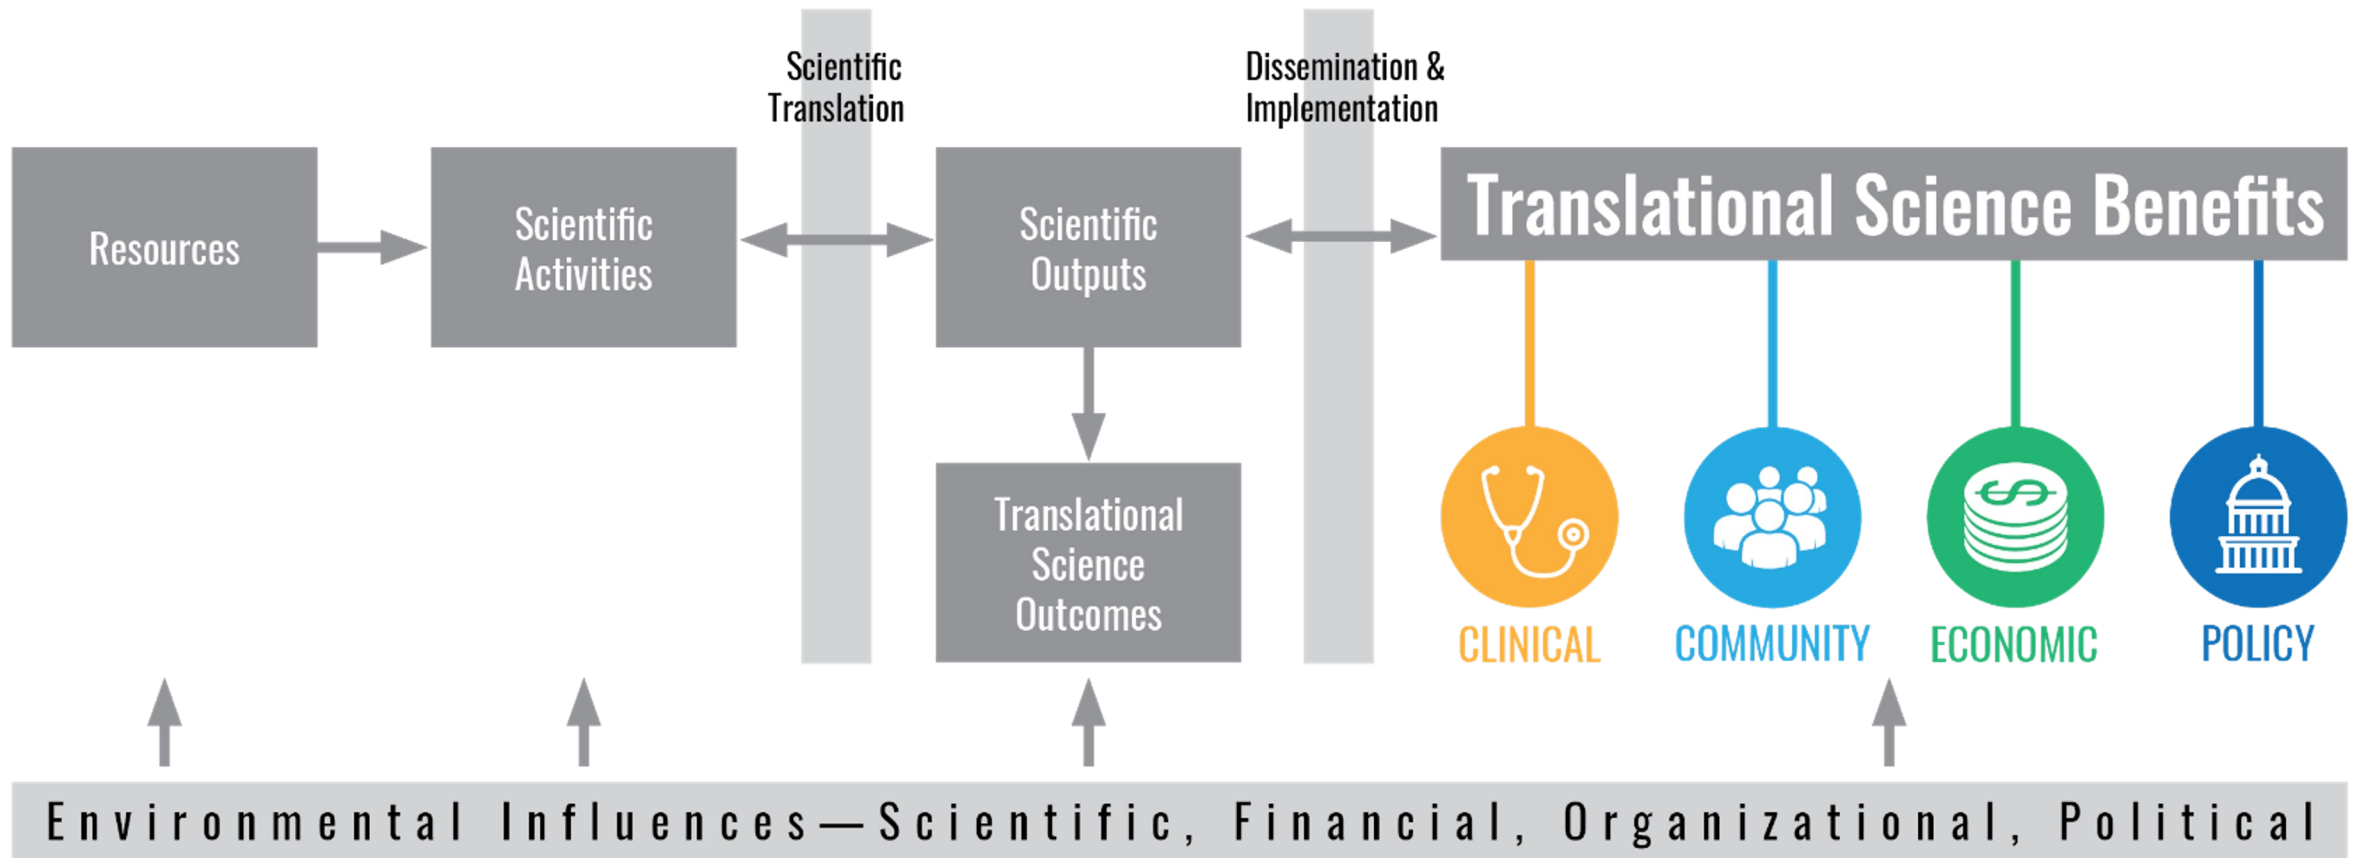 Scientific
Translation
Dissemination &
Implementation
Resources
Scientific
Activities
Scientific
Outputs
Translational Science Benefits
Translational
Science
Outcomes
CLINICAL
COMMUNITY
ECONOMIC
POLICY
Environmental Influences—Scientific, Financial, Organizational, Political